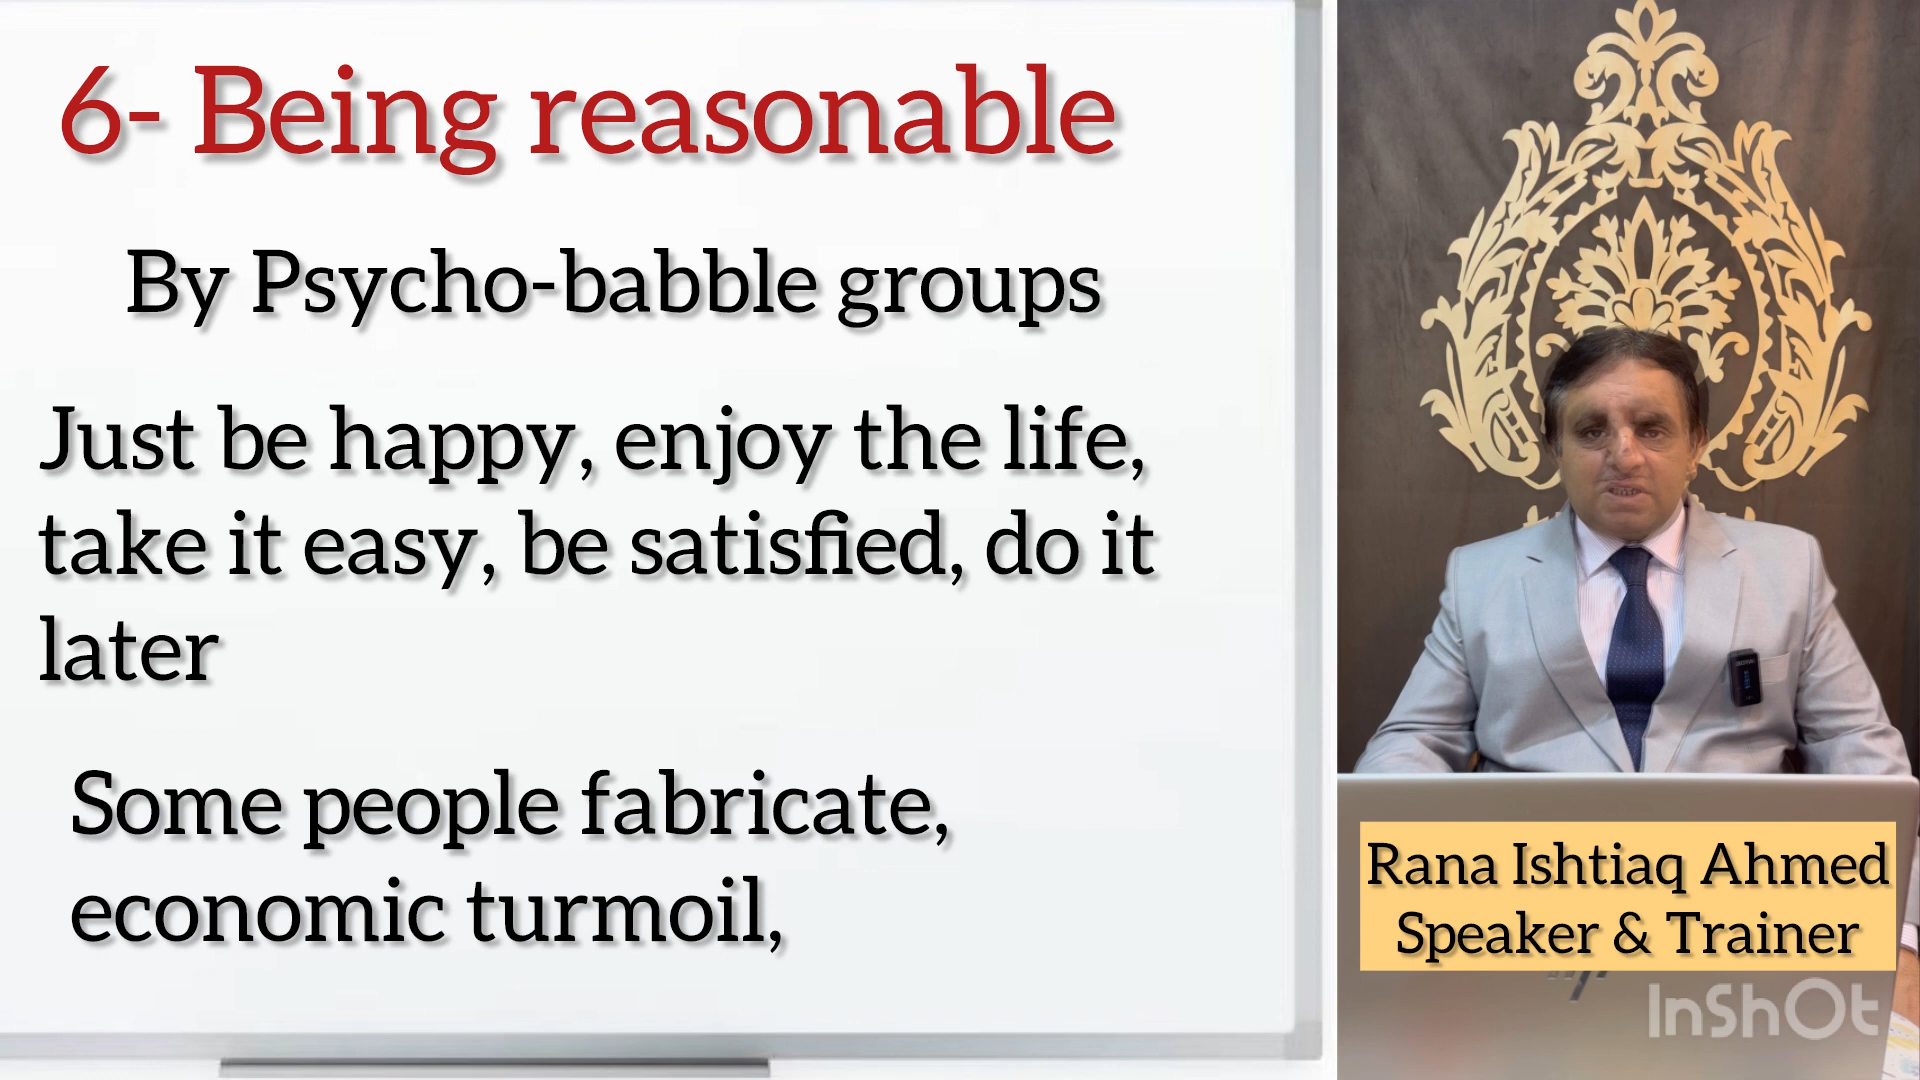 6- Being reasonable
By Psycho-babble groups
Just be happy, enjoy the life,
take it easy, be satisfied, do it
later
Some people fabricate,
economic turmoil,
Rana Ishtiaq Ahmed
Speaker & Trainer
InShOt